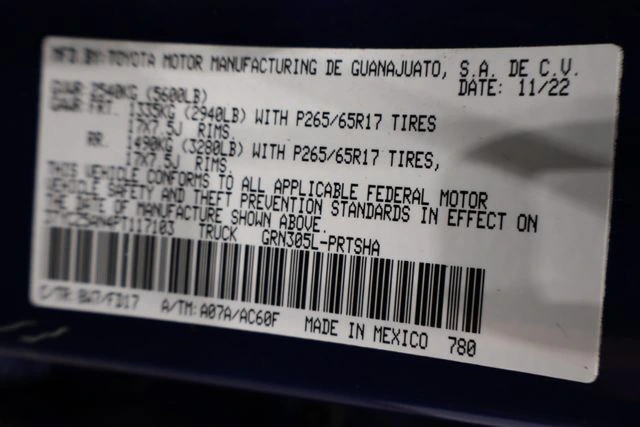 MFD.BY:TOYOTA MOTOR MANUFACTURING DE GUANAJUATO, S.A. DE C.V.
GVWR 2540KG (5600LB) DATE: 11/22
GAWR FRT. 1335KG (2940LB) WITH P265/65R17 TIRES
17X7.5J RIMS.
RR. 1490KG (3280LB) WITH P265/65R17 TIRES,
17X7.5J RIMS.
THIS VEHICLE CONFORMS TO ALL APPLICABLE FEDERAL MOTOR
VEHICLE SAFETY AND THEFT PREVENTION STANDARDS IN EFFECT ON
THE DATE OF MANUFACTURE SHOWN ABOVE.
TRUCK GRN305L-PRTSHA
C/TR: 8W7/FD17 A/TM: A07A/AC60F MADE IN MEXICO 780